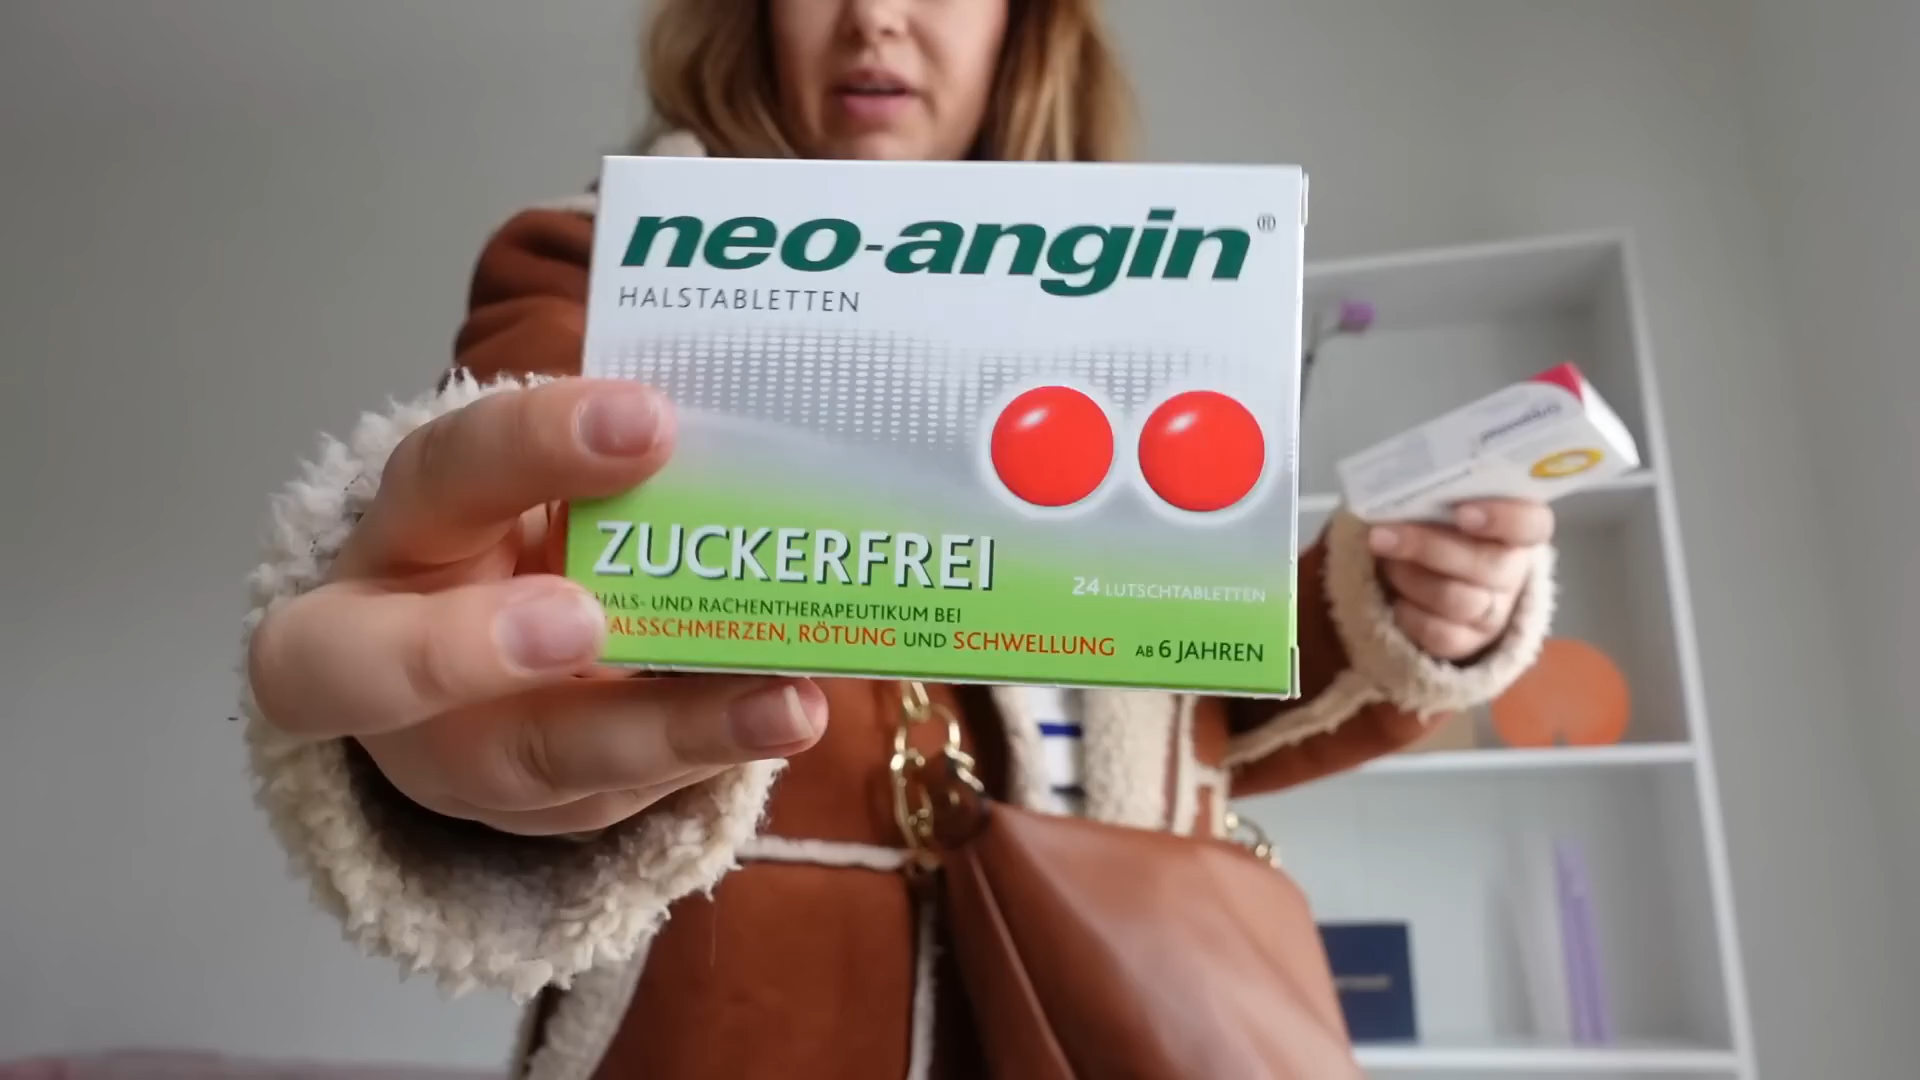 neo-angin®
HALSTABLETTEN
ZUCKERFREI
24 LUTSCHTABLETTEN
HALS- UND RACHENTHERAPEUTIKUM BEI
HALSSCHMERZEN, RÖTUNG UND SCHWELLUNG
AB 6 JAHREN